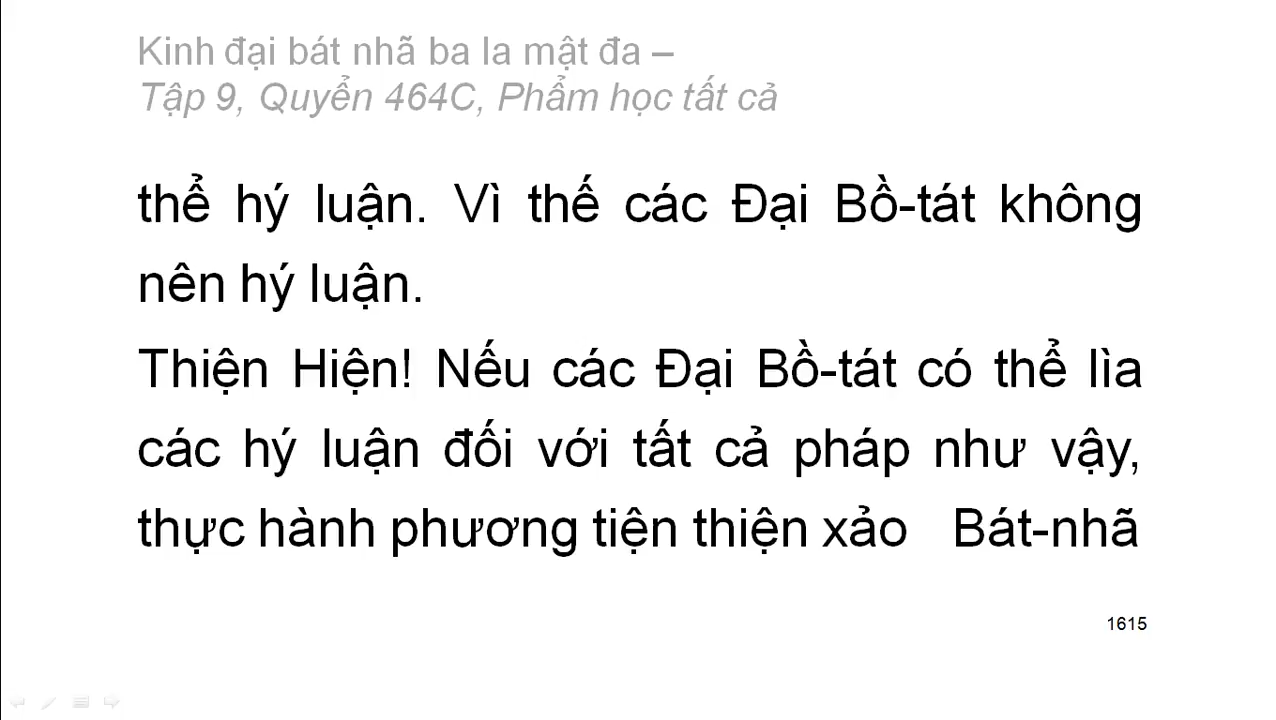 Kinh đại bát nhã ba la mật đa –
Tập 9, Quyển 464C, Phẩm học tất cả
thể hý luận. Vì thế các Đại Bồ-tát không
nên hý luận.
Thiện Hiện! Nếu các Đại Bồ-tát có thể lìa
các hý luận đối với tất cả pháp như vậy,
thực hành phương tiện thiện xảo Bát-nhã
1615